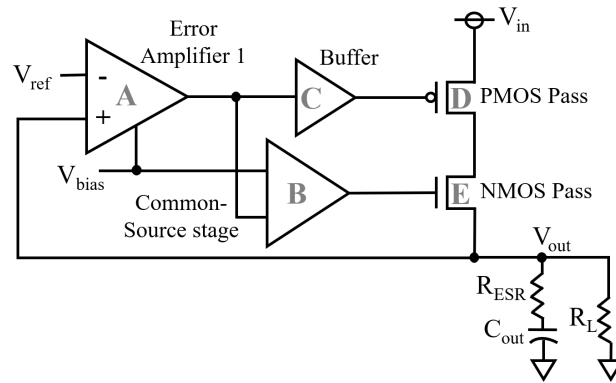 Error
Amplifier 1
V_in
V_ref
-
A
+
Buffer
C
D PMOS Pass
V_bias
Common-
Source stage
B
E NMOS Pass
V_out
R_ESR
C_out
R_L